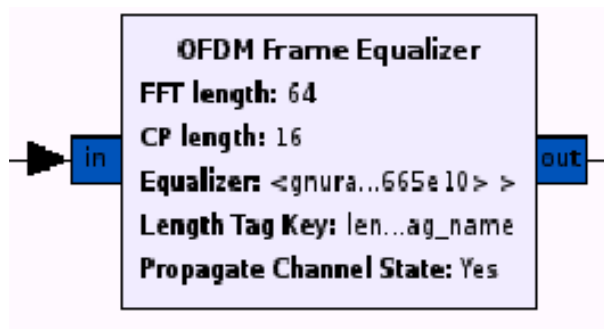 OFDM Frame Equalizer
FFT length: 64
CP length: 16
in
out
Equalizer: <gnura...665e10> >
Length Tag Key: len...ag_name
Propagate Channel State: Yes